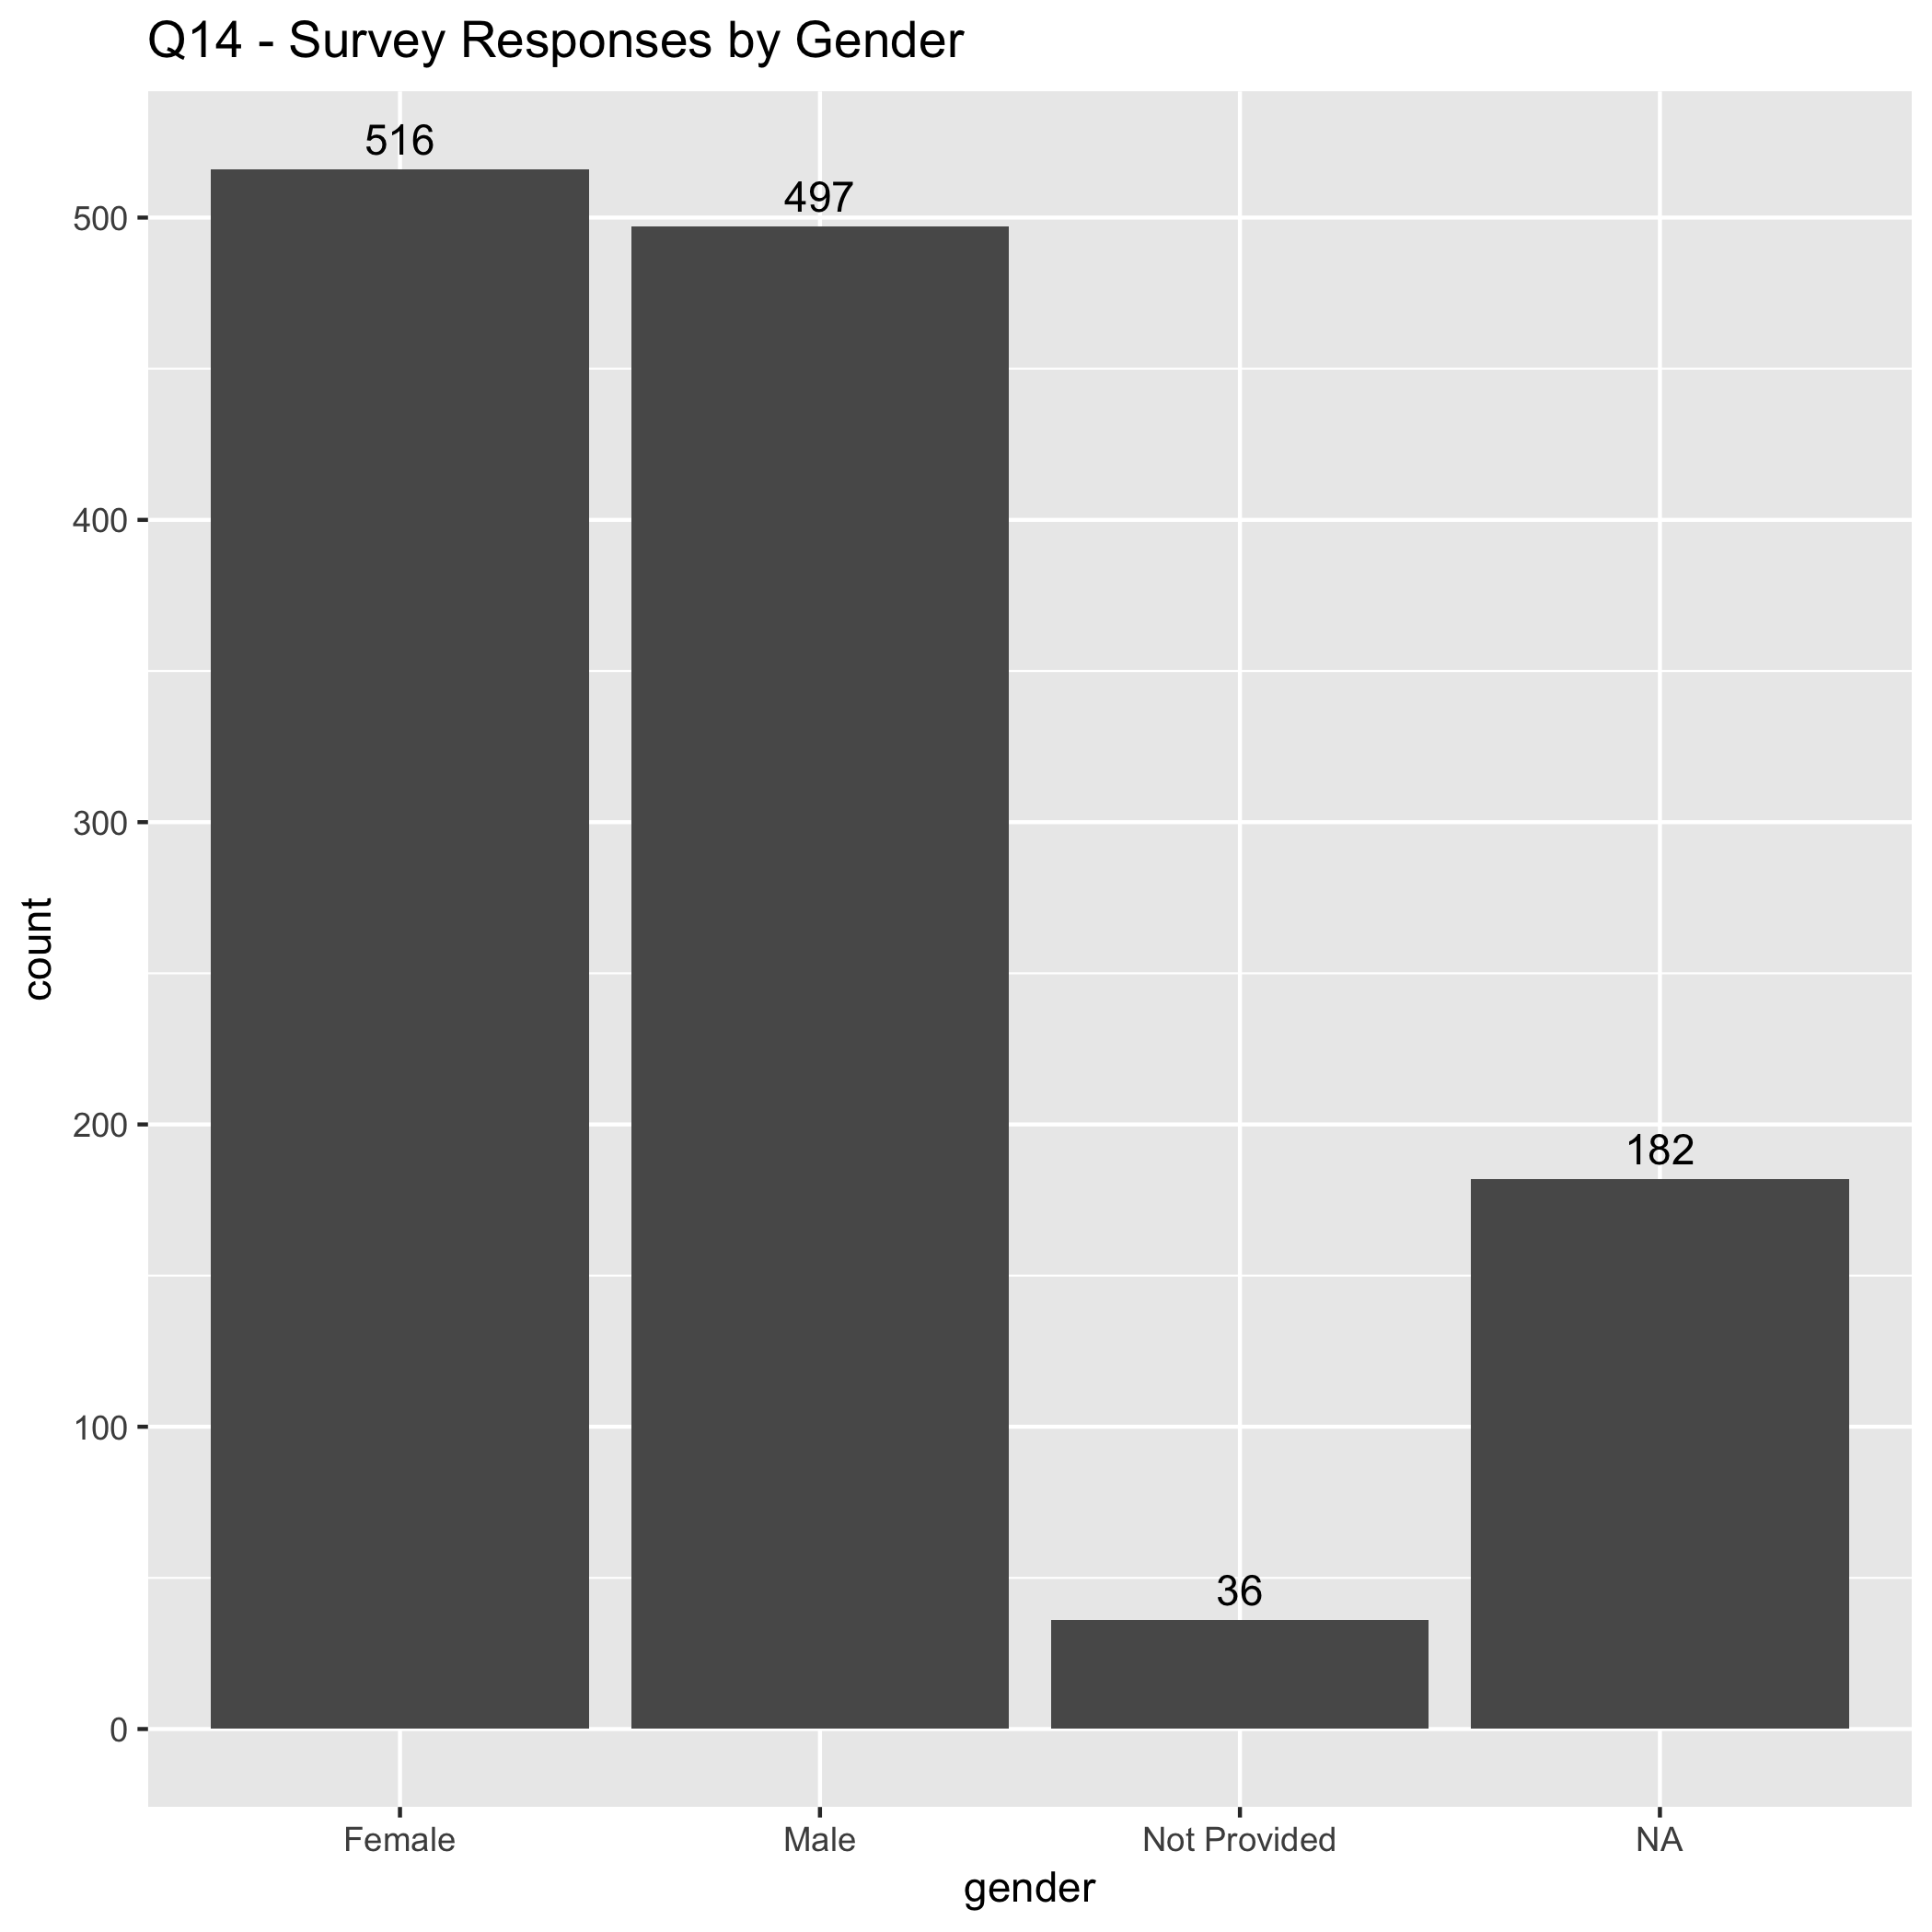 Q14 - Survey Responses by Gender
516
497
500
400
300
200
182
100
36
0
count
Female
Male
Not Provided
NA
gender